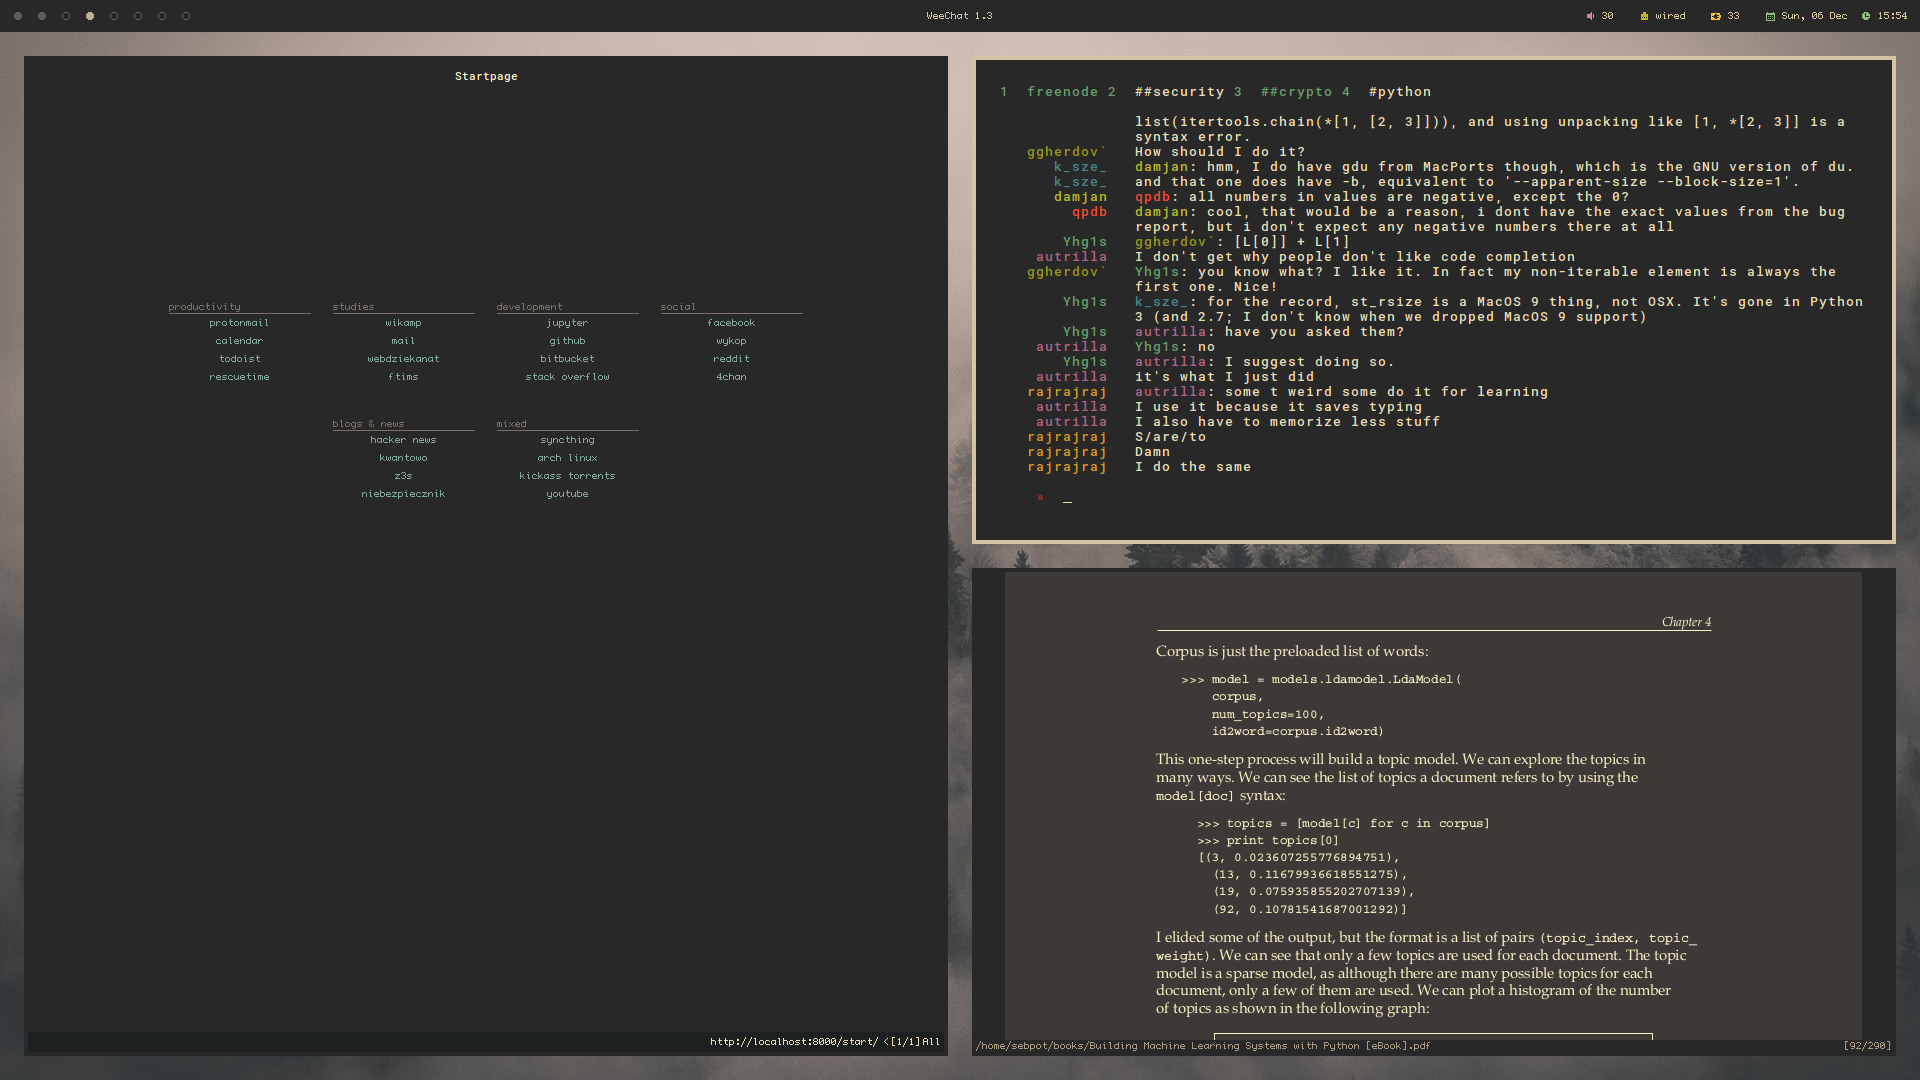 WeeChat 1.3
30 wired 33 Sun, 06 Dec 15:54
Startpage
productivity
protonmail
calendar
todoist
rescuetime
studies
wikamp
mail
webdziekanat
ftims
development
jupyter
github
bitbucket
stack overflow
social
facebook
wykop
reddit
4chan
blogs & news
hacker news
kwantowo
z3s
niebezpiecznik
mixed
syncthing
arch linux
kickass torrents
youtube
http://localhost:8000/start/ <[1/1]All
1 freenode 2 ##security 3 ##crypto 4 #python
list(itertools.chain(*[1, [2, 3]])), and using unpacking like [1, *[2, 3]] is a
syntax error.
ggherdov` How should I do it?
k_sze_ damjan: hmm, I do have gdu from MacPorts though, which is the GNU version of du.
k_sze_ and that one does have -b, equivalent to '--apparent-size --block-size=1'.
damjan qpdb: all numbers in values are negative, except the 0?
qpdb damjan: cool, that would be a reason, i dont have the exact values from the bug
report, but i don't expect any negative numbers there at all
Yhg1s ggherdov`: [L[0]] + L[1]
autrilla I don't get why people don't like code completion
ggherdov` Yhg1s: you know what? I like it. In fact my non-iterable element is always the
first one. Nice!
Yhg1s k_sze_: for the record, st_rsize is a MacOS 9 thing, not OSX. It's gone in Python
3 (and 2.7; I don't know when we dropped MacOS 9 support)
Yhg1s autrilla: have you asked them?
autrilla Yhg1s: no
Yhg1s autrilla: I suggest doing so.
autrilla it's what I just did
rajrajraj autrilla: some t weird some do it for learning
autrilla I use it because it saves typing
autrilla I also have to memorize less stuff
rajrajraj S/are/to
rajrajraj Damn
rajrajraj I do the same
» _
Chapter 4
Corpus is just the preloaded list of words:
>>> model = models.ldamodel.LdaModel(
corpus,
num_topics=100,
id2word=corpus.id2word)
This one-step process will build a topic model. We can explore the topics in
many ways. We can see the list of topics a document refers to by using the
model[doc] syntax:
>>> topics = [model[c] for c in corpus]
>>> print topics[0]
[(3, 0.023607255776894751),
(13, 0.11679936618551275),
(19, 0.075935855202707139),
(92, 0.10781541687001292)]
I elided some of the output, but the format is a list of pairs (topic_index, topic_
weight). We can see that only a few topics are used for each document. The topic
model is a sparse model, as although there are many possible topics for each
document, only a few of them are used. We can plot a histogram of the number
of topics as shown in the following graph:
/home/sebpot/books/Building Machine Learning Systems with Python [eBook].pdf [92/290]